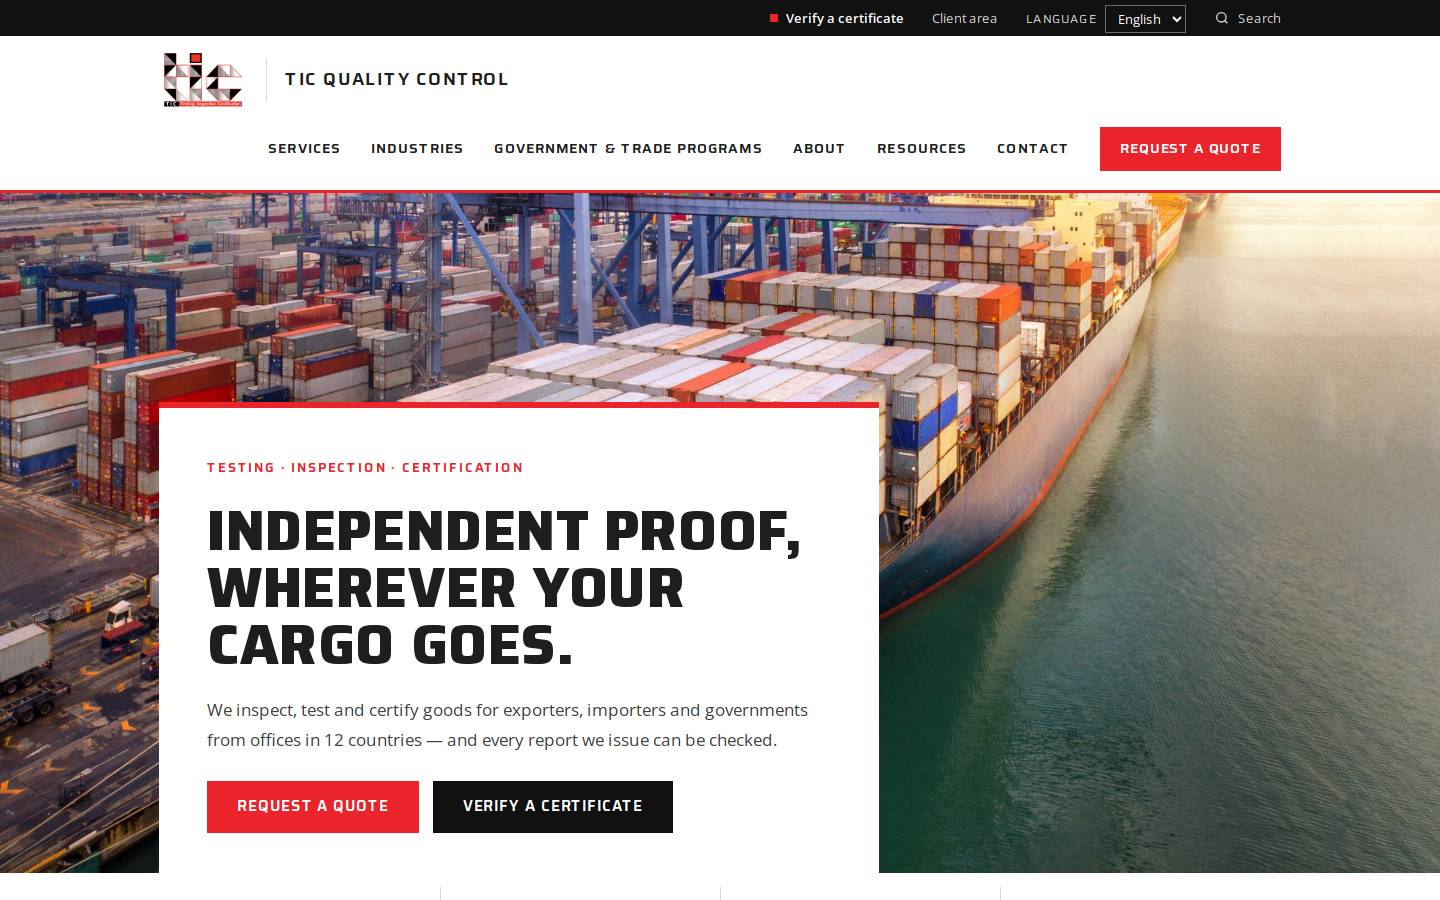 Verify a certificate
Client area
LANGUAGE
English
Search
tic
TIC QUALITY CONTROL
SERVICES
INDUSTRIES
GOVERNMENT & TRADE PROGRAMS
ABOUT
RESOURCES
CONTACT
REQUEST A QUOTE
TESTING · INSPECTION · CERTIFICATION
INDEPENDENT PROOF,
WHEREVER YOUR
CARGO GOES.
We inspect, test and certify goods for exporters, importers and governments
from offices in 12 countries — and every report we issue can be checked.
REQUEST A QUOTE
VERIFY A CERTIFICATE